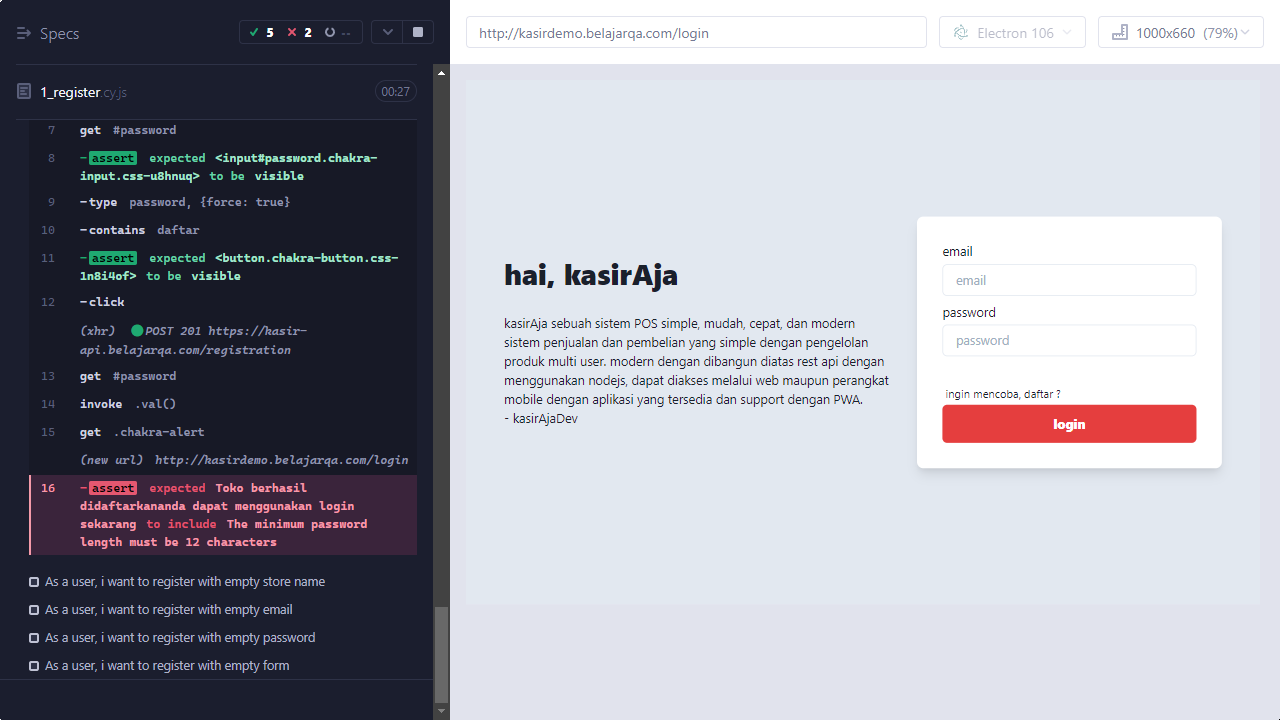 Specs
5 2 --
1_register.cy.js
00:27
7 get #password
8 -assert expected <input#password.chakra-
input.css-u8hnuq> to be visible
9 -type password, {force: true}
10 -contains daftar
11 -assert expected <button.chakra-button.css-
1n8i4of> to be visible
12 -click
(xhr) POST 201 https://kasir-
api.belajarqa.com/registration
13 get #password
14 invoke .val()
15 get .chakra-alert
(new url) http://kasirdemo.belajarqa.com/login
16 -assert expected Toko berhasil
didaftarkananda dapat menggunakan login
sekarang to include The minimum password
length must be 12 characters
As a user, i want to register with empty store name
As a user, i want to register with empty email
As a user, i want to register with empty password
As a user, i want to register with empty form
http://kasirdemo.belajarqa.com/login
Electron 106
1000x660 (79%)
hai, kasirAja
kasirAja sebuah sistem POS simple, mudah, cepat, dan modern
sistem penjualan dan pembelian yang simple dengan pengelolan
produk multi user. modern dengan dibangun diatas rest api dengan
menggunakan nodejs, dapat diakses melalui web maupun perangkat
mobile dengan aplikasi yang tersedia dan support dengan PWA.
- kasirAjaDev
email
email
password
password
ingin mencoba, daftar ?
login